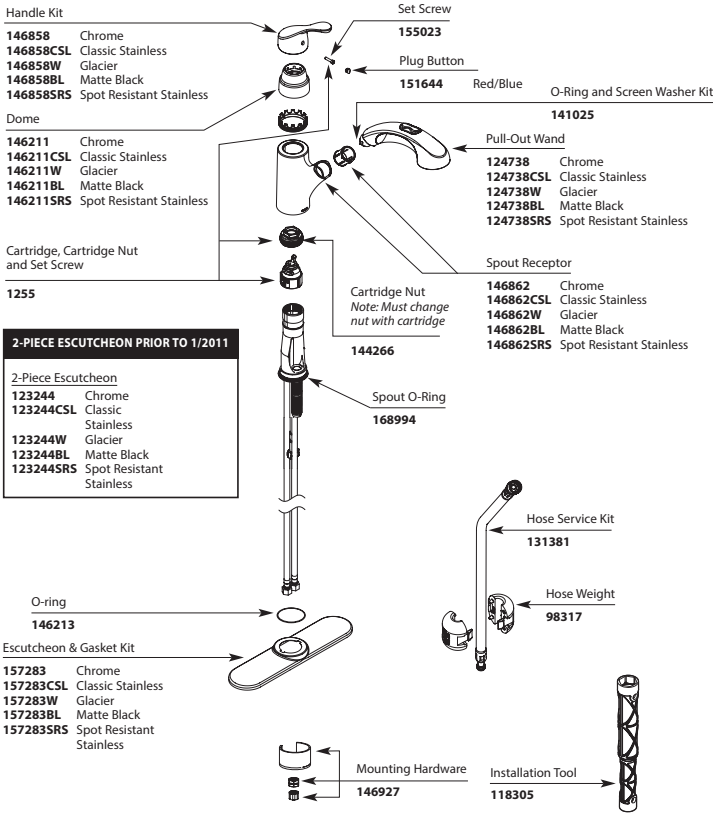 Handle Kit
146858 Chrome
146858CSL Classic Stainless
146858W Glacier
146858BL Matte Black
146858SRS Spot Resistant Stainless
Set Screw
155023
Plug Button
151644 Red/Blue
O-Ring and Screen Washer Kit
141025
Dome
146211 Chrome
146211CSL Classic Stainless
146211W Glacier
146211BL Matte Black
146211SRS Spot Resistant Stainless
Pull-Out Wand
124738 Chrome
124738CSL Classic Stainless
124738W Glacier
124738BL Matte Black
124738SRS Spot Resistant Stainless
Cartridge, Cartridge Nut
and Set Screw
1255
Cartridge Nut
Note: Must change
nut with cartridge
144266
Spout Receptor
146862 Chrome
146862CSL Classic Stainless
146862W Glacier
146862BL Matte Black
146862SRS Spot Resistant Stainless
2-PIECE ESCUTCHEON PRIOR TO 1/2011
2-Piece Escutcheon
123244 Chrome
123244CSL Classic
Stainless
123244W Glacier
123244BL Matte Black
123244SRS Spot Resistant
Stainless
Spout O-Ring
168994
Hose Service Kit
131381
Hose Weight
98317
O-ring
146213
Escutcheon & Gasket Kit
157283 Chrome
157283CSL Classic Stainless
157283W Glacier
157283BL Matte Black
157283SRS Spot Resistant
Stainless
Mounting Hardware
146927
Installation Tool
118305